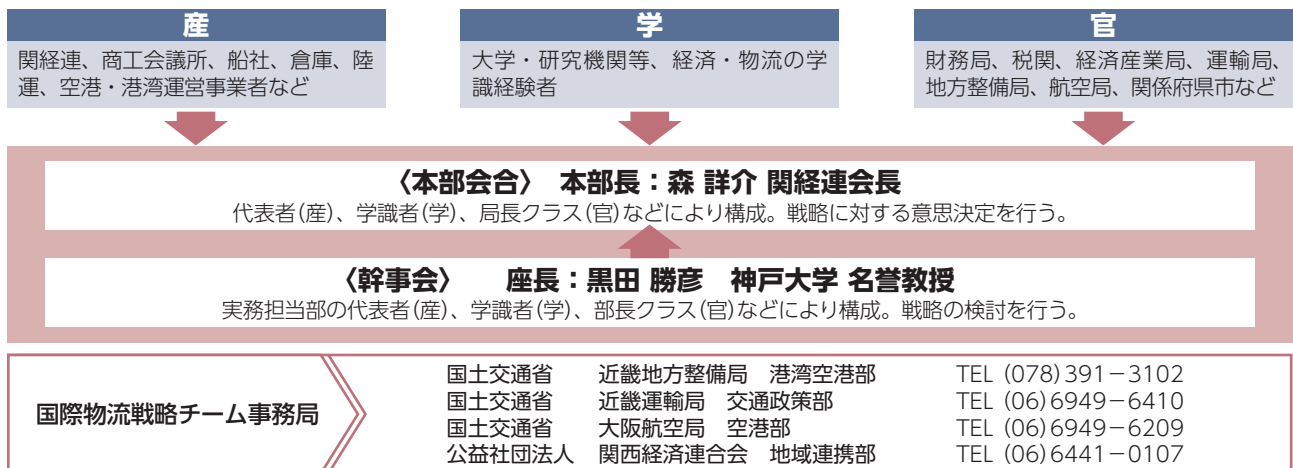 産
関経連、商工会議所、船社、倉庫、陸
運、空港・港湾運営事業者など
学
大学・研究機関等、経済・物流の学
識経験者
官
財務局、税関、経済産業局、運輸局、
地方整備局、航空局、関係府県市など
〈本部会合〉 本部長：森 詳介 関経連会長
代表者(産)、学識者(学)、局長クラス(官)などにより構成。戦略に対する意思決定を行う。
〈幹事会〉 座長：黒田 勝彦 神戸大学 名誉教授
実務担当部の代表者(産)、学識者(学)、部長クラス(官)などにより構成。戦略の検討を行う。
国際物流戦略チーム事務局
国土交通省 近畿地方整備局 港湾空港部 TEL (078)391－3102
国土交通省 近畿運輸局 交通政策部 TEL (06)6949－6410
国土交通省 大阪航空局 空港部 TEL (06)6949－6209
公益社団法人 関西経済連合会 地域連携部 TEL (06)6441－0107